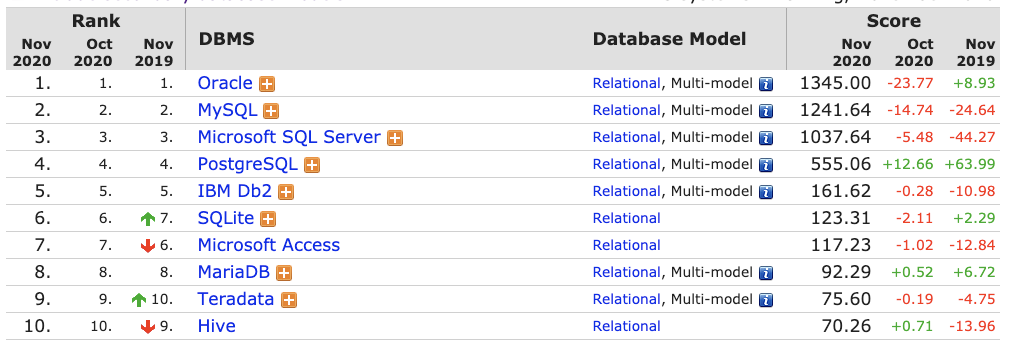 Rank Score
Nov Oct Nov DBMS Database Model Nov Oct Nov
2020 2020 2019 2020 2020 2019
1. 1. 1. Oracle Relational, Multi-model i 1345.00 -23.77 +8.93
2. 2. 2. MySQL Relational, Multi-model i 1241.64 -14.74 -24.64
3. 3. 3. Microsoft SQL Server Relational, Multi-model i 1037.64 -5.48 -44.27
4. 4. 4. PostgreSQL Relational, Multi-model i 555.06 +12.66 +63.99
5. 5. 5. IBM Db2 Relational, Multi-model i 161.62 -0.28 -10.98
6. 6. 7. SQLite Relational 123.31 -2.11 +2.29
7. 7. 6. Microsoft Access Relational 117.23 -1.02 -12.84
8. 8. 8. MariaDB Relational, Multi-model i 92.29 +0.52 +6.72
9. 9. 10. Teradata Relational, Multi-model i 75.60 -0.19 -4.75
10. 10. 9. Hive Relational 70.26 +0.71 -13.96